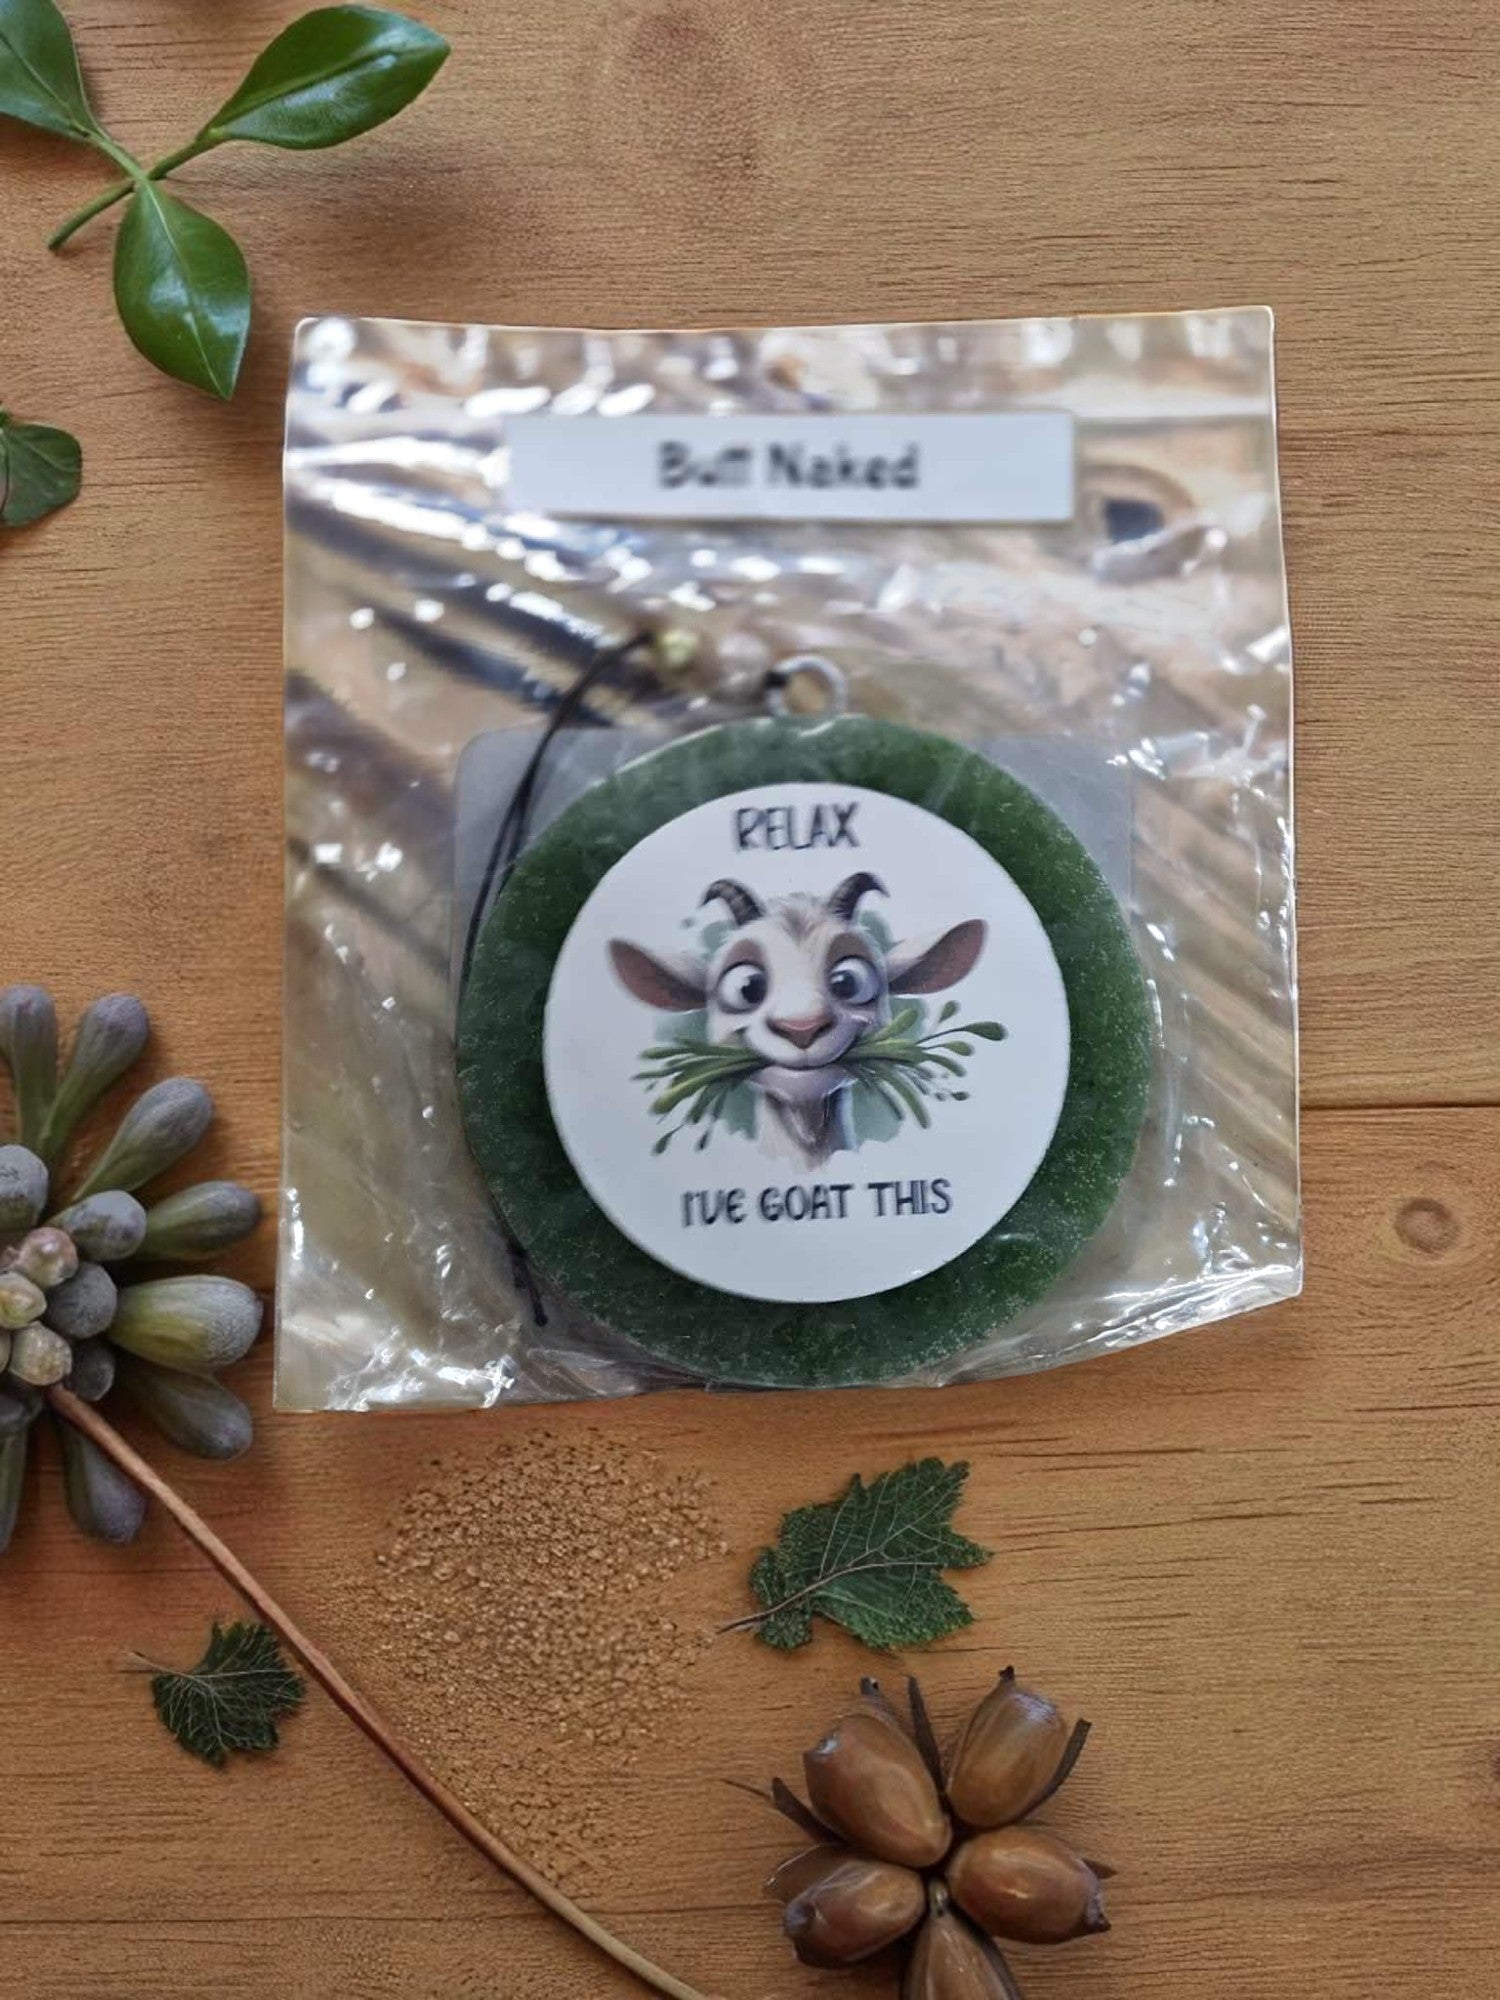 Butt Naked
RELAX
I'VE GOAT THIS